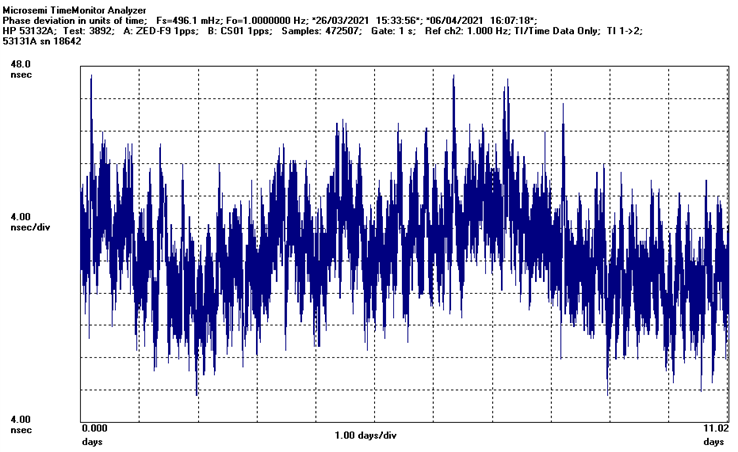 Microsemi TimeMonitor Analyzer
Phase deviation in units of time;  Fs=496.1 mHz; Fo=1.0000000 Hz; *26/03/2021  15:33:56*; *06/04/2021  16:07:18*;
HP 53132A;  Test: 3892;  A: ZED-F9 1pps;  B: CS01 1pps;  Samples: 472507;  Gate: 1 s;  Ref ch2: 1.000 Hz; TI/Time Data Only;  TI 1->2;
53131A sn 18642
48.0
nsec
4.00
nsec/div
4.00
nsec
0.000
days
1.00 days/div
11.02
days